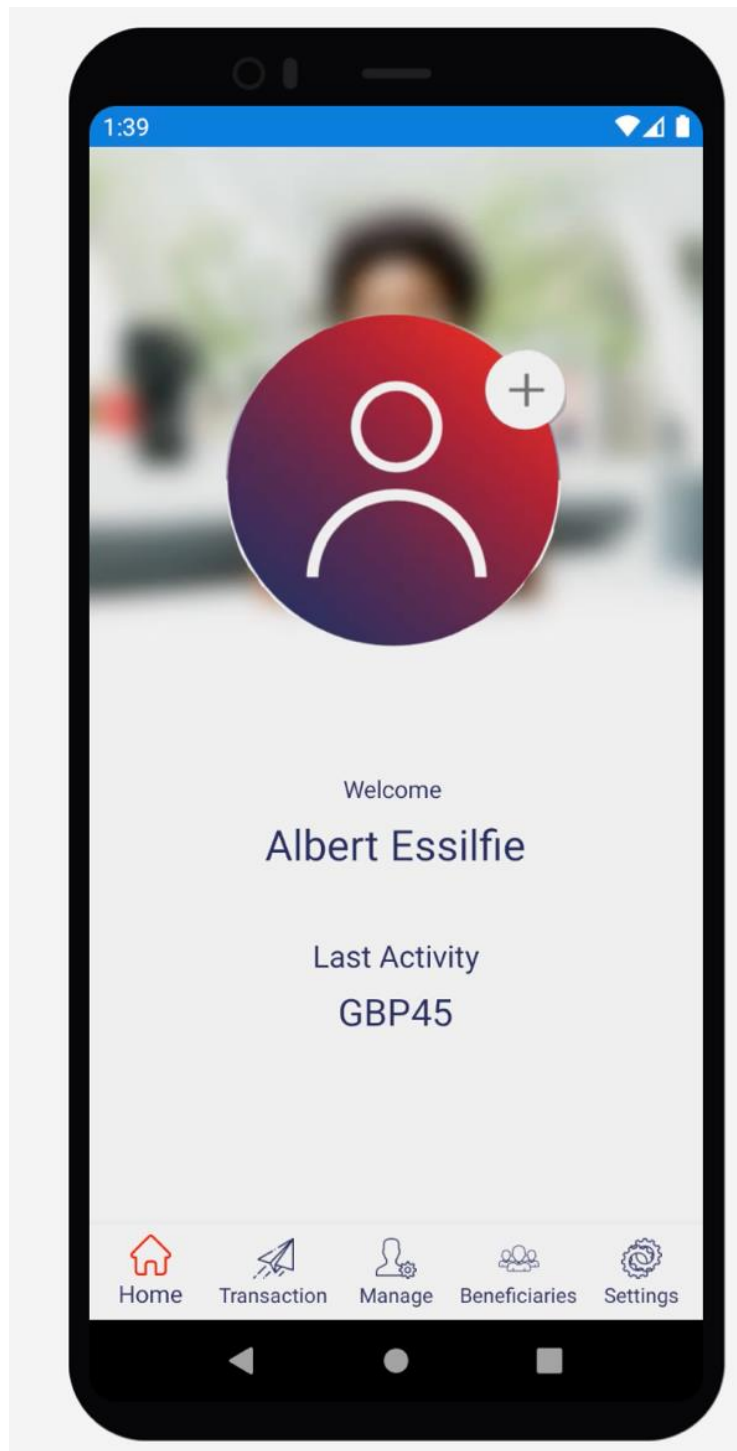 1:39
Welcome
Albert Essilfie
Last Activity
GBP45
Home Transaction Manage Beneficiaries Settings